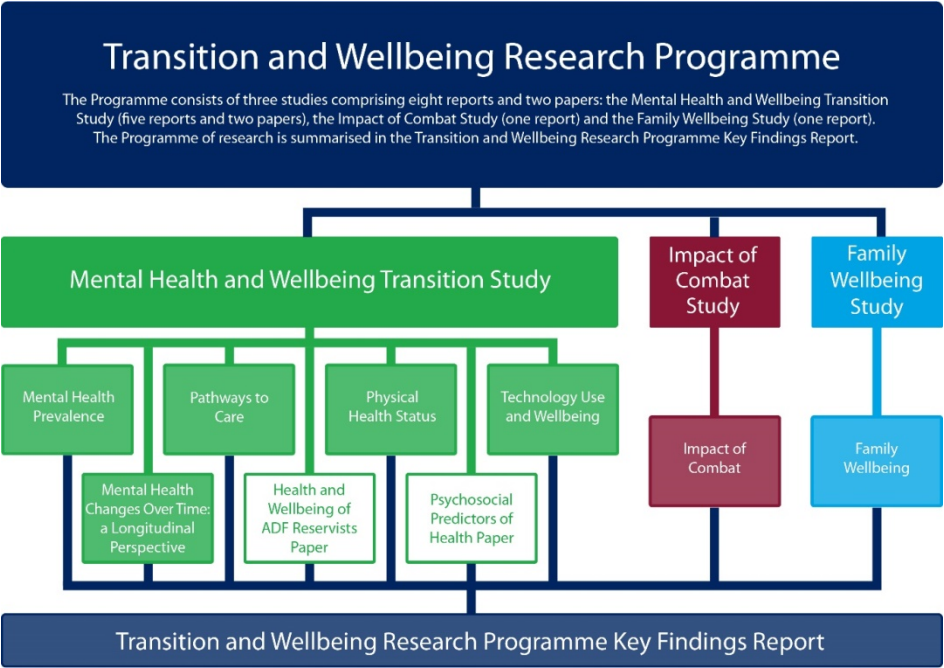 Transition and Wellbeing Research Programme
The Programme consists of three studies comprising eight reports and two papers: the Mental Health and Wellbeing Transition
Study (five reports and two papers), the Impact of Combat Study (one report) and the Family Wellbeing Study (one report).
The Programme of research is summarised in the Transition and Wellbeing Research Programme Key Findings Report.
Mental Health and Wellbeing Transition Study
Impact of
Combat
Study
Family
Wellbeing
Study
Mental Health
Prevalence
Pathways to
Care
Physical
Health Status
Technology Use
and Wellbeing
Impact of
Combat
Family
Wellbeing
Mental Health
Changes Over Time:
a Longitudinal
Perspective
Health and
Wellbeing of
ADF Reservists
Paper
Psychosocial
Predictors of
Health Paper
Transition and Wellbeing Research Programme Key Findings Report